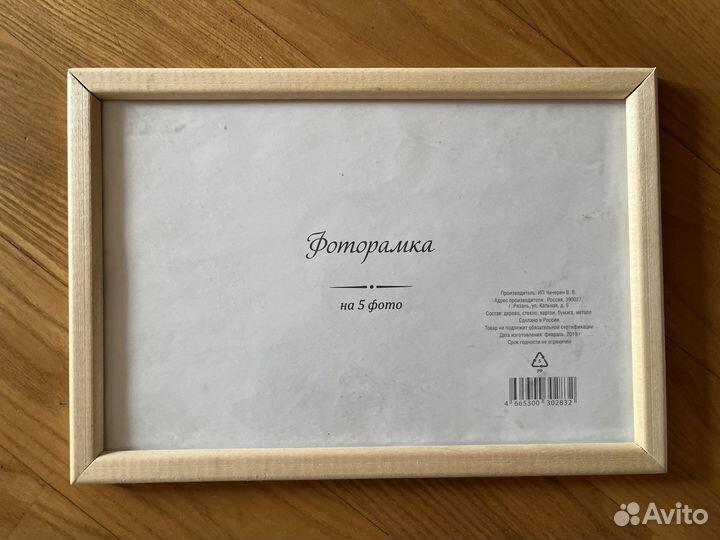 Фоторамка
на 5 фото
Производитель: ИП Чичерин В. В.
Адрес производителя: Россия, 390027,
г. Рязань, ул. Кальная, д. 5
Состав: дерево, стекло, картон, бумага, металл
Сделано в России
Товар не подлежит обязательной сертификации
Дата изготовления: февраль, 2019 г
Срок годности не ограничен
5
PP
4 665300 302832
Avito